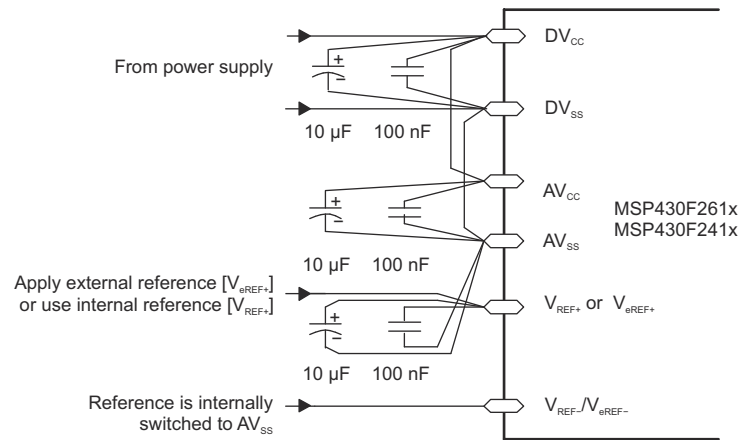 DVCC
From power supply
+
−
DVSS
10 µF 100 nF
AVCC
+
−
MSP430F261x
MSP430F241x
AVSS
10 µF 100 nF
Apply external reference [VeREF+]
or use internal reference [VREF+]
VREF+ or VeREF+
+
−
10 µF 100 nF
Reference is internally
switched to AVSS
VREF−/VeREF−